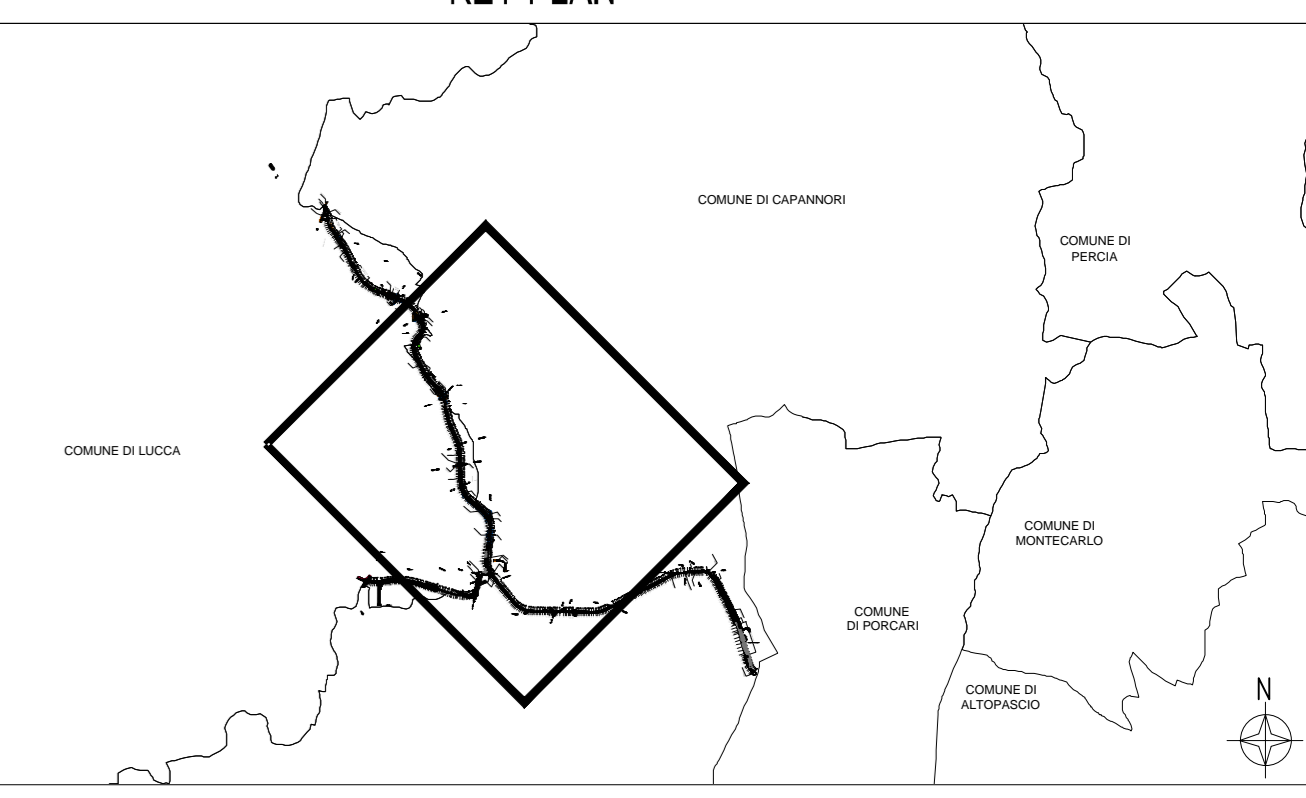 KEY PLAN
COMUNE DI CAPANNORI
COMUNE DI
PERCIA
COMUNE DI LUCCA
COMUNE DI
MONTECARLO
COMUNE
DI PORCARI
COMUNE DI
ALTOPASCIO
N